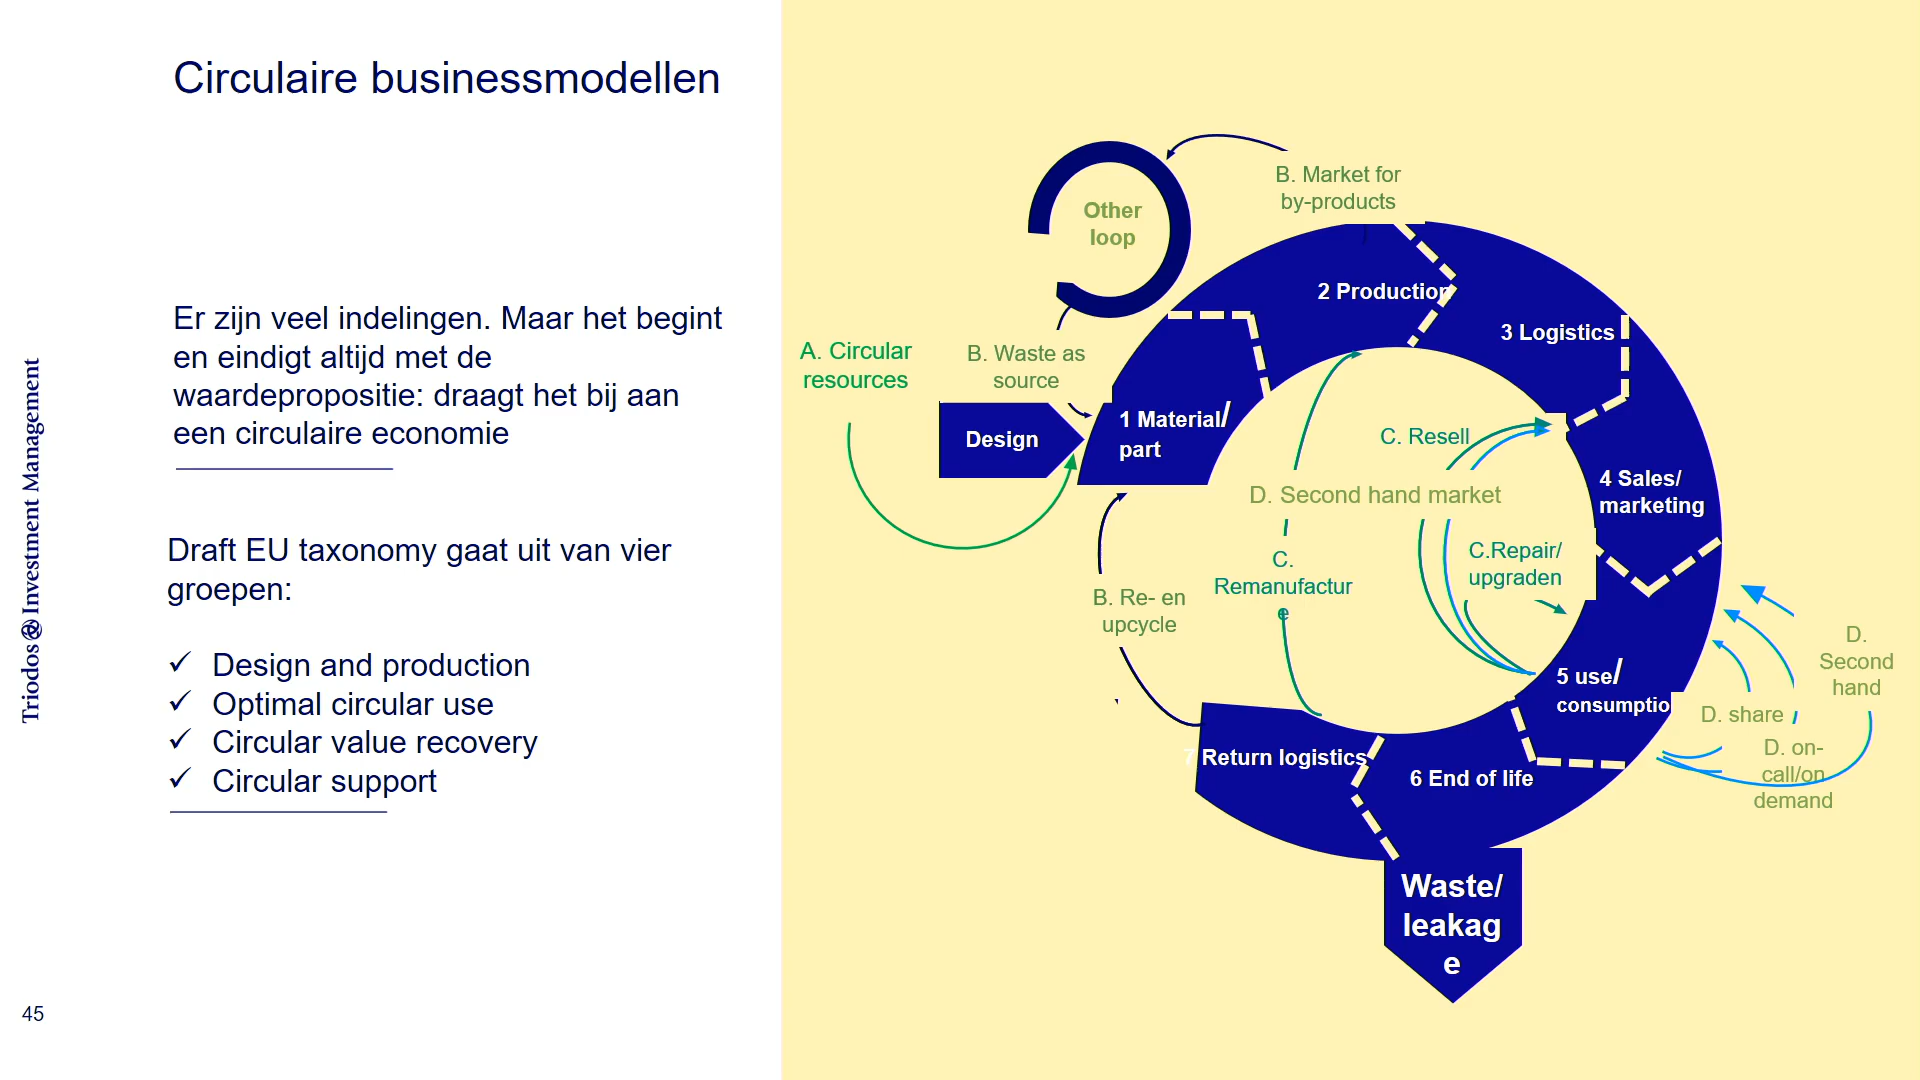 Circulaire businessmodellen
Er zijn veel indelingen. Maar het begint
en eindigt altijd met de
waardepropositie: draagt het bij aan
een circulaire economie
Draft EU taxonomy gaat uit van vier
groepen:
✓ Design and production
✓ Optimal circular use
✓ Circular value recovery
✓ Circular support
Triodos Investment Management
45
Other
loop
B. Market for
by-products
2 Production
3 Logistics
A. Circular
resources
B. Waste as
source
Design
1 Material/
part
C. Resell
D. Second hand market
4 Sales/
marketing
C.
Remanufactur
e
C.Repair/
upgraden
B. Re- en
upcycle
5 use/
consumptio
D.
Second
hand
D. share
D. on-
call/on
demand
7 Return logistics
6 End of life
Waste/
leakag
e